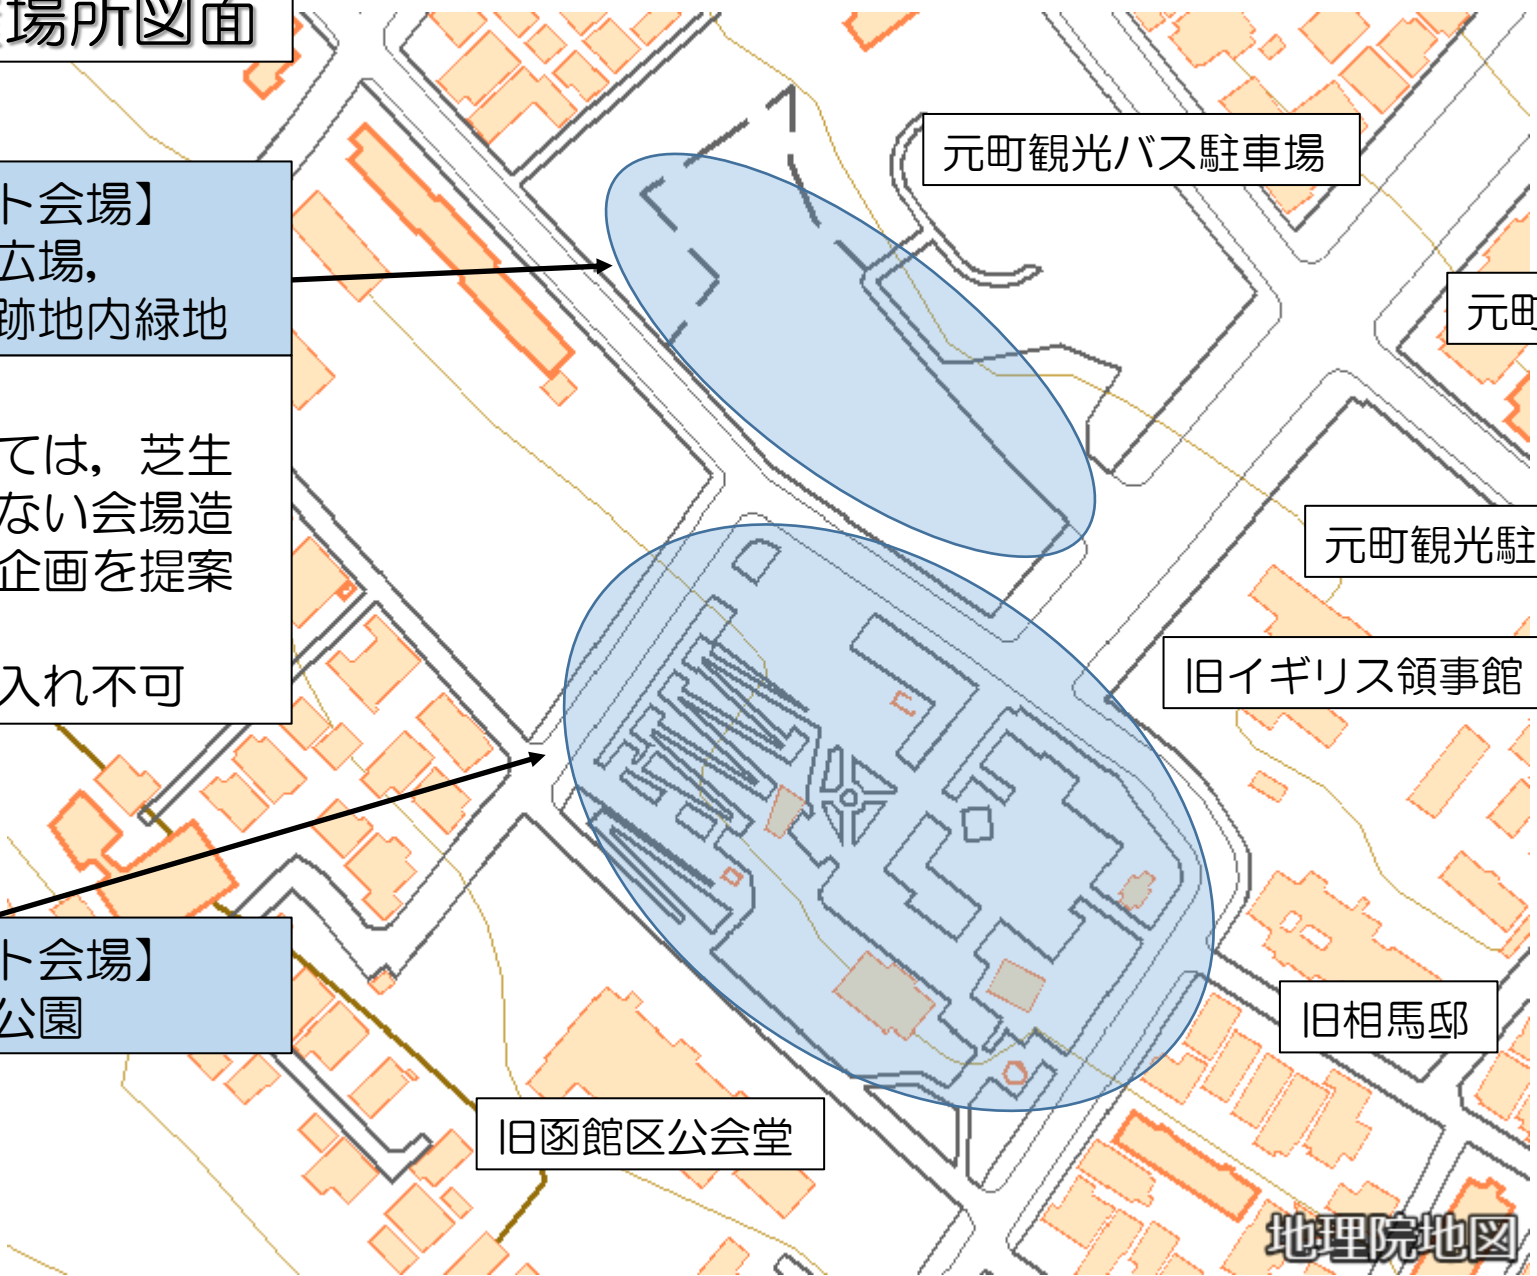 場所図面
元町観光バス駐車場
ト会場】
広場，
跡地内緑地
元町
ては，芝生
ない会場造
企画を提案
元町観光駐
入れ不可
旧イギリス領事館
ト会場】
公園
旧相馬邸
旧函館区公会堂
地理院地図